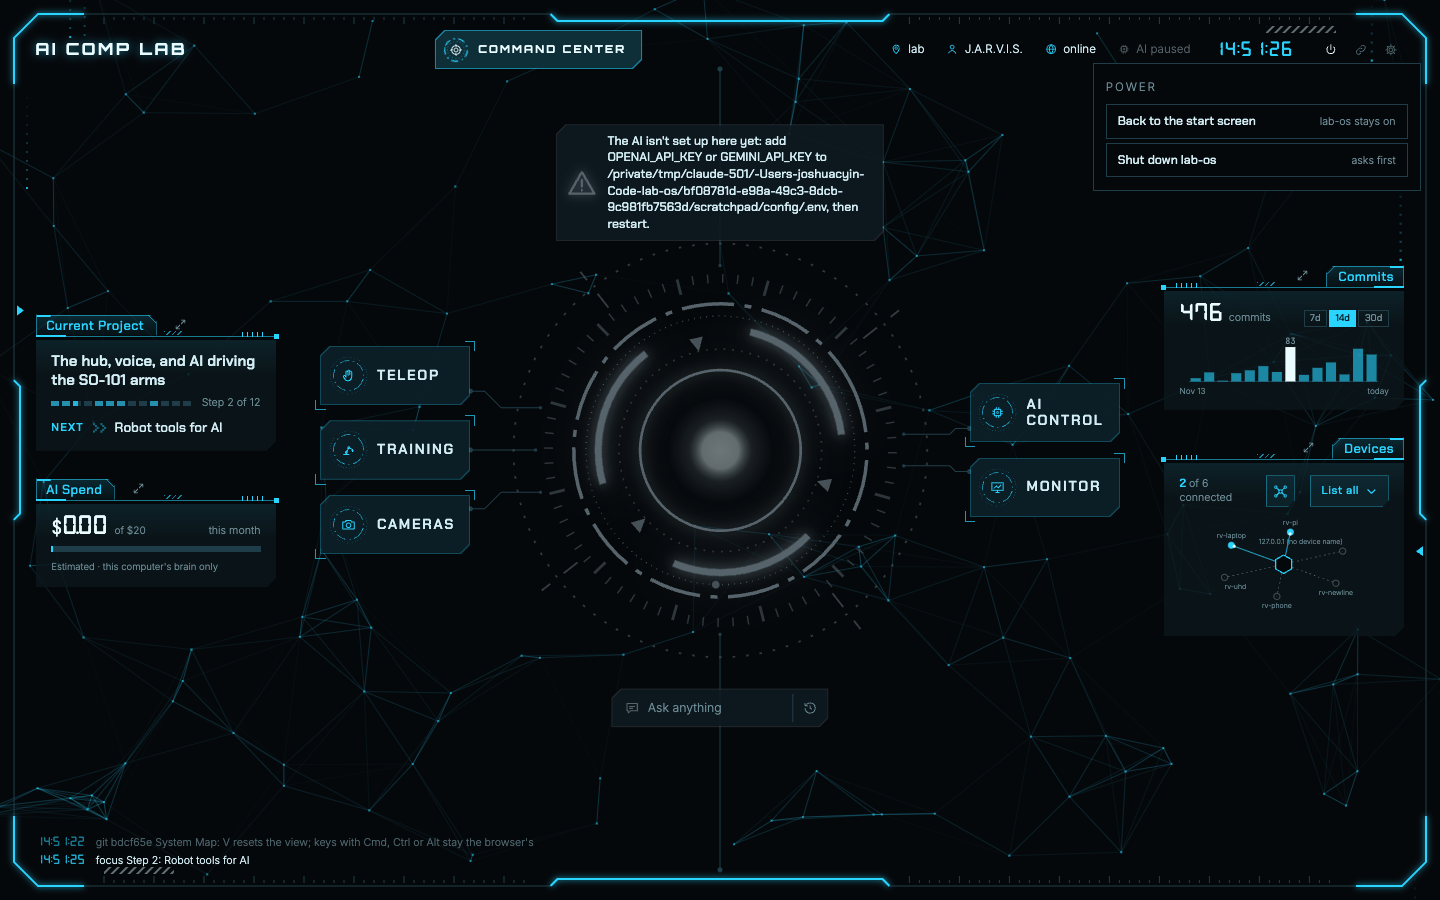 AI COMP LAB
COMMAND CENTER
lab
J.A.R.V.I.S.
online
AI paused
14:51:26
POWER
Back to the start screen
lab-os stays on
Shut down lab-os
asks first
The AI isn't set up here yet: add
OPENAI_API_KEY or GEMINI_API_KEY to
/private/tmp/claude-501/-Users-joshuacyin-
Code-lab-os/bf08781d-e98a-49c3-8dcb-
9c981fb7563d/scratchpad/config/.env, then
restart.
Current Project
The hub, voice, and AI driving
the SO-101 arms
Step 2 of 12
NEXT
Robot tools for AI
AI Spend
$0.00 of $20
this month
Estimated · this computer's brain only
TELEOP
TRAINING
CAMERAS
AI
CONTROL
MONITOR
Commits
476 commits
7d
14d
30d
83
Nov 13
today
Devices
2 of 6
connected
List all
rv-pi
rv-laptop
127.0.0.1 (no device name)
rv-uhd
rv-newline
rv-phone
Ask anything
14:51:22 git bdcf65e System Map: V resets the view; keys with Cmd, Ctrl or Alt stay the browser's
14:51:25 focus Step 2: Robot tools for AI